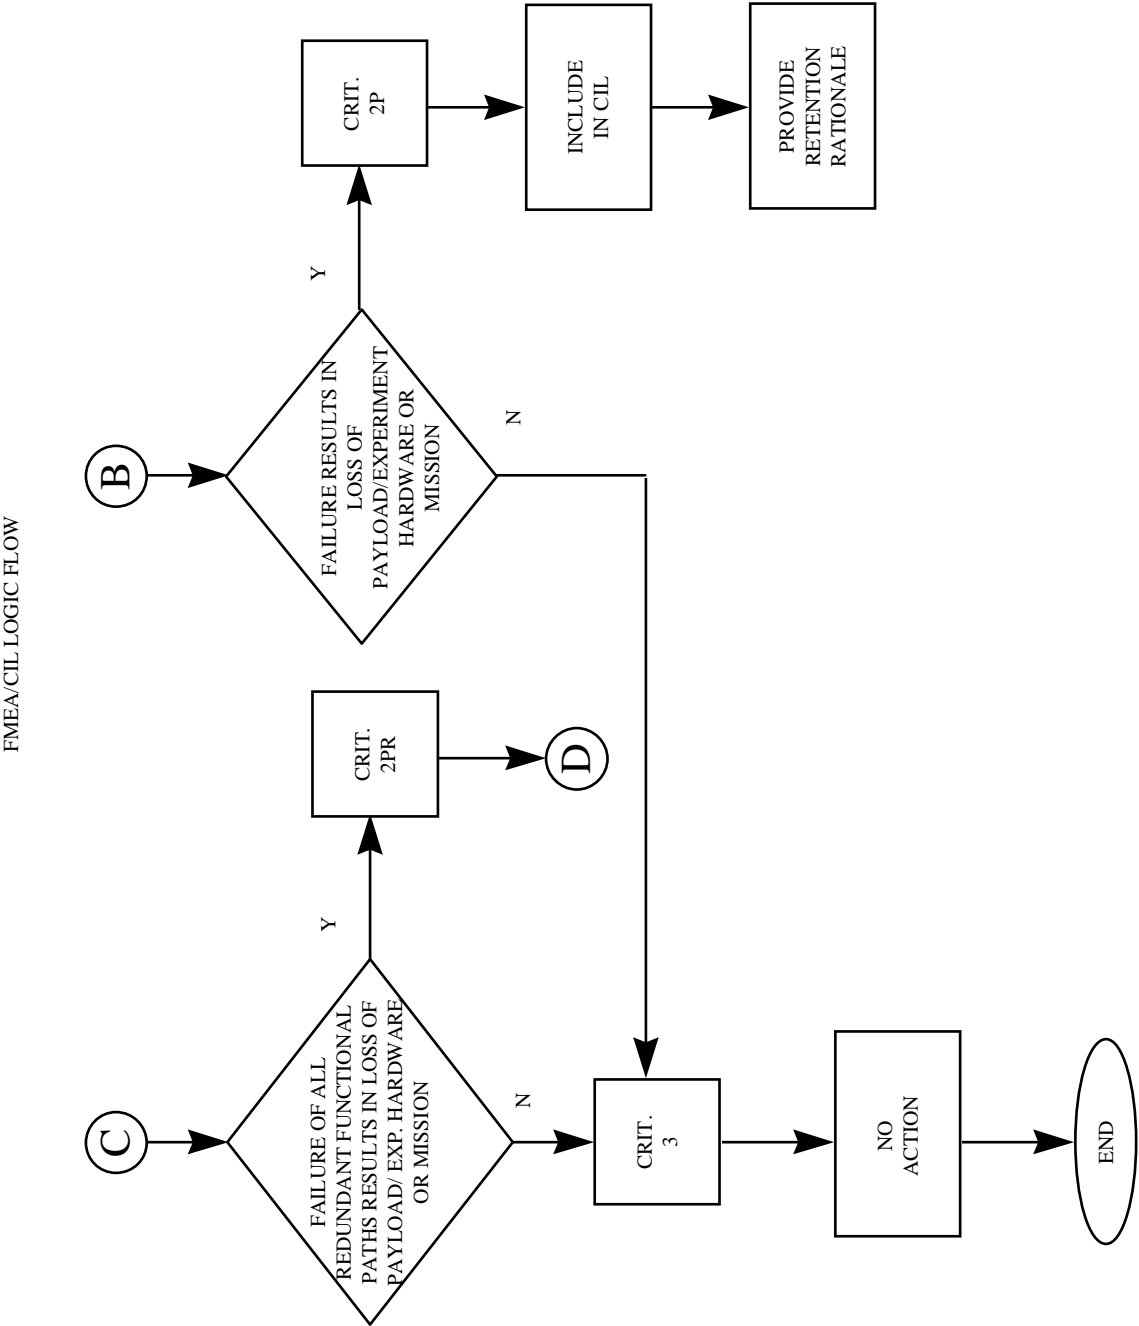 FMEA/CIL LOGIC FLOW
C
FAILURE OF ALL
REDUNDANT FUNCTIONAL
PATHS RESULTS IN LOSS OF
PAYLOAD/ EXP. HARDWARE
OR MISSION
Y
CRIT.
2PR
D
N
CRIT.
3
NO
ACTION
END
B
FAILURE RESULTS IN
LOSS OF
PAYLOAD/EXPERIMENT
HARDWARE OR
MISSION
Y
CRIT.
2P
INCLUDE
IN CIL
PROVIDE
RETENTION
RATIONALE
N